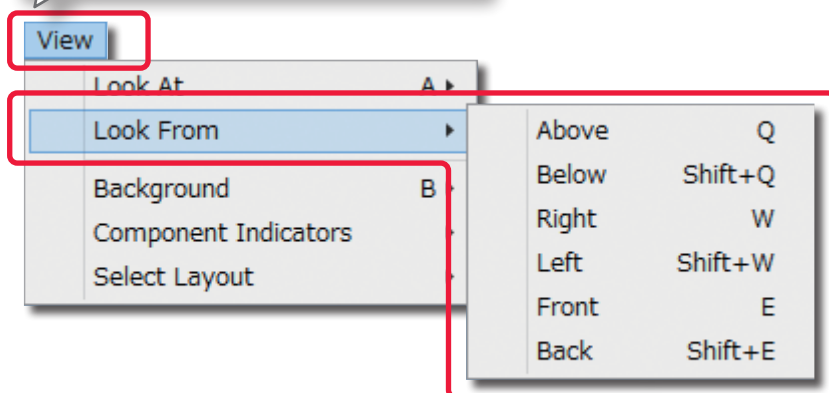 View
Look At A
Look From
Background B
Component Indicators
Select Layout
Above Q
Below Shift+Q
Right W
Left Shift+W
Front E
Back Shift+E